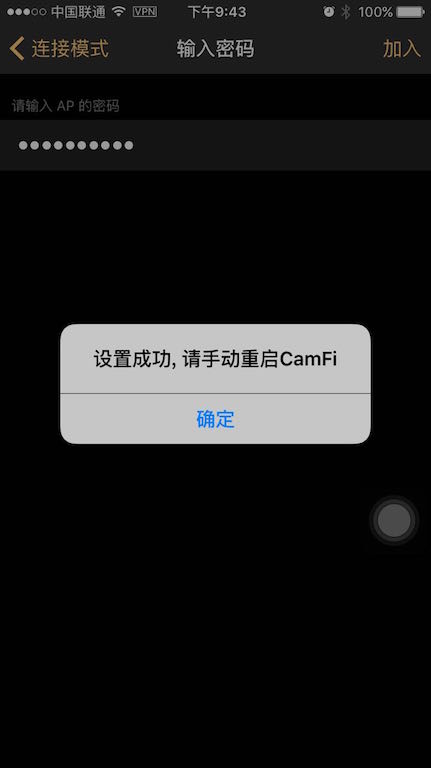 中国联通 VPN 下午9:43 100%
连接模式 输入密码 加入
请输入 AP 的密码
●●●●●●●●●●
设置成功, 请手动重启CamFi
确定